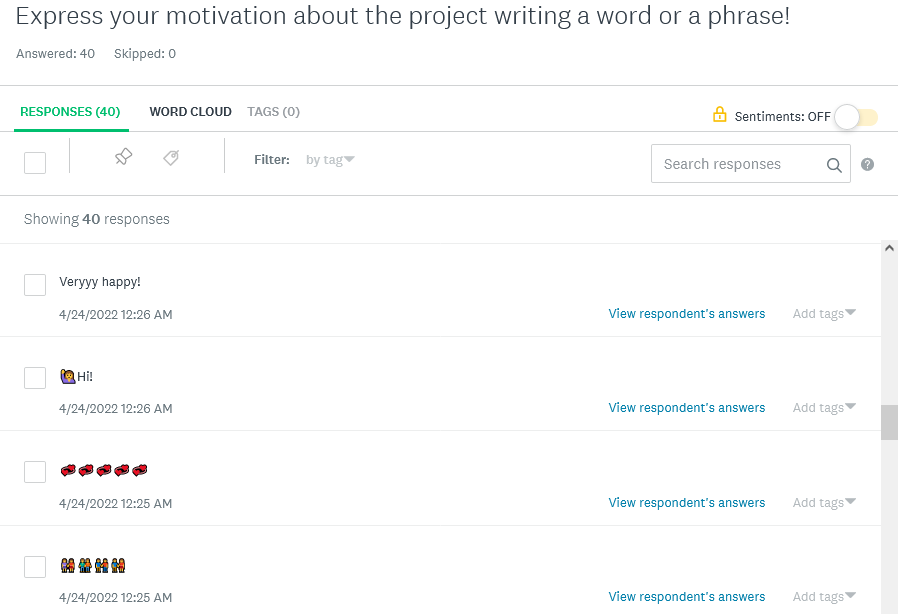 Express your motivation about the project writing a word or a phrase!
Answered: 40 Skipped: 0
RESPONSES (40) WORD CLOUD TAGS (0)
Sentiments: OFF
Filter: by tag
Search responses
?
Showing 40 responses
Veryyy happy!
4/24/2022 12:26 AM View respondent's answers Add tags
🙋Hi!
4/24/2022 12:26 AM View respondent's answers Add tags
4/24/2022 12:25 AM View respondent's answers Add tags
4/24/2022 12:25 AM View respondent's answers Add tags